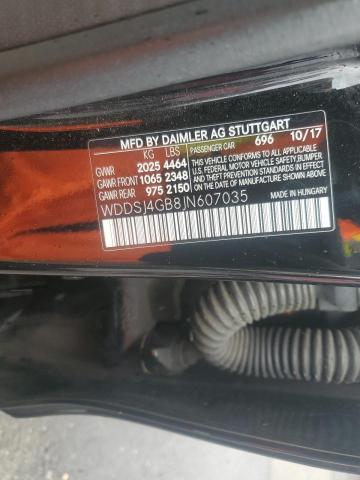 MFD BY DAIMLER AG STUTTGART
KG LBS PASSENGER CAR 696 10/17
GVWR 2025 4464 THIS VEHICLE CONFORMS TO ALL APPLICABLE
GAWR FRONT 1065 2348 U.S. FEDERAL MOTOR VEHICLE SAFETY, BUMPER
GAWR REAR 975 2150 AND THEFT PREVENTION STANDARDS IN EFFECT
ON THE DATE OF MANUFACTURE SHOWN ABOVE.
MADE IN HUNGARY
WDDSJ4GB8JN607035